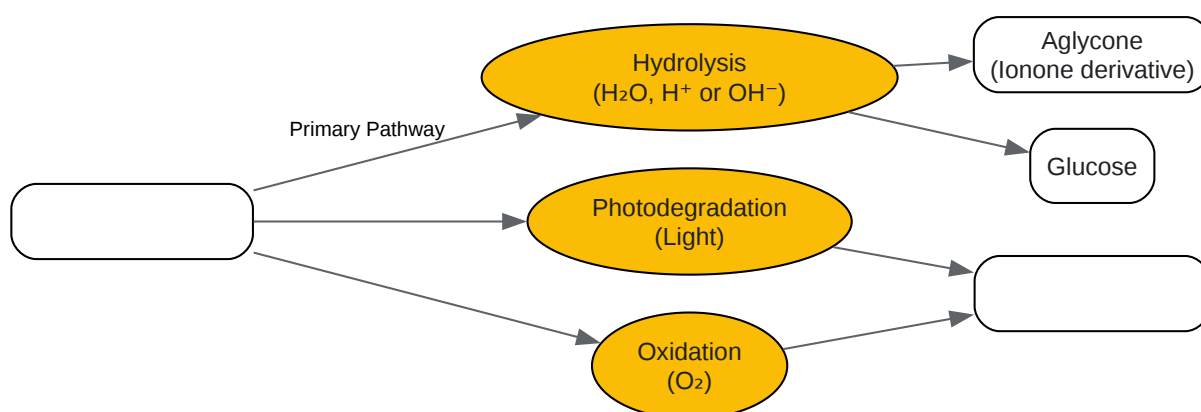 Hydrolysis
(H₂O, H⁺ or OH⁻)
Aglycone
(Ionone derivative)
Primary Pathway
Glucose
Photodegradation
(Light)
Oxidation
(O₂)